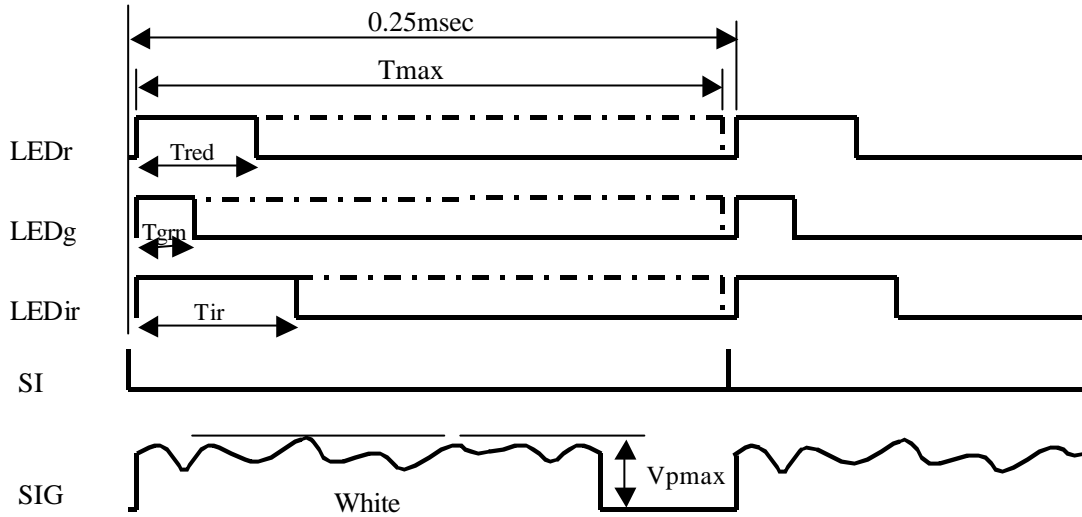 0.25msec
Tmax
LEDr
Tred
LEDg
Tgrn
LEDir
Tir
SI
SIG
White
Vpmax